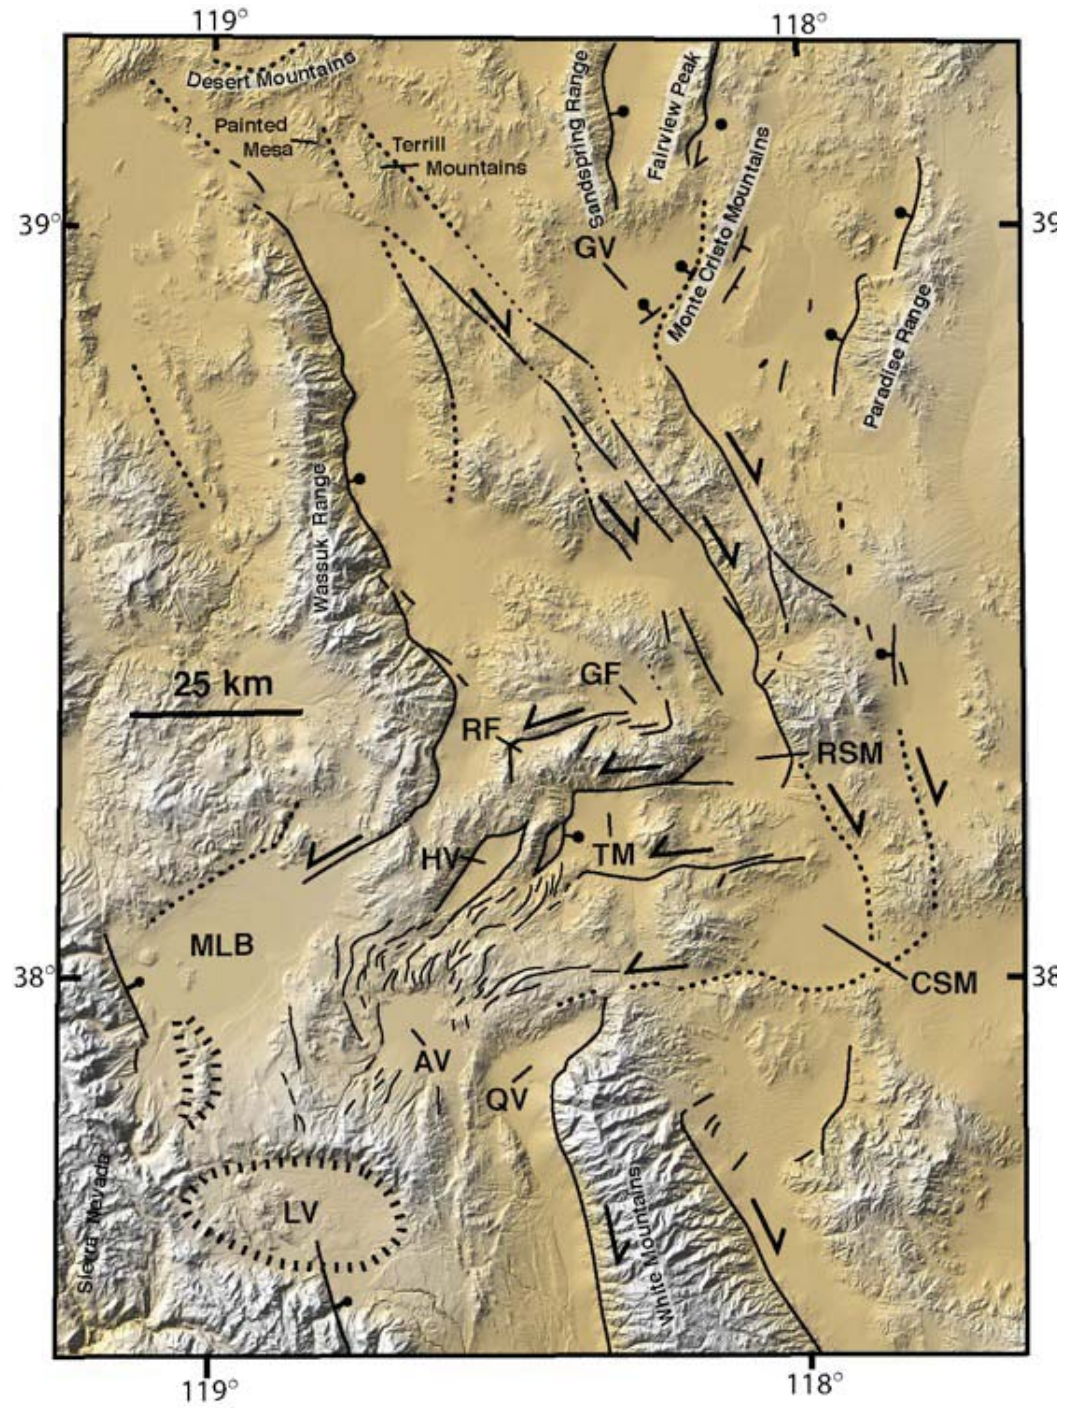 119°
118°
Desert Mountains
Sandspring Range
Fairview Peak
?
Painted
Mesa
Terrill
Mountains
Monte Cristo Mountains
39°
39
GV
Paradise Range
Wassuk Range
25 km
GF
RF
RSM
HV
TM
MLB
38°
38
CSM
AV
QV
LV
Sierra Nevada
White Mountains
119°
118°